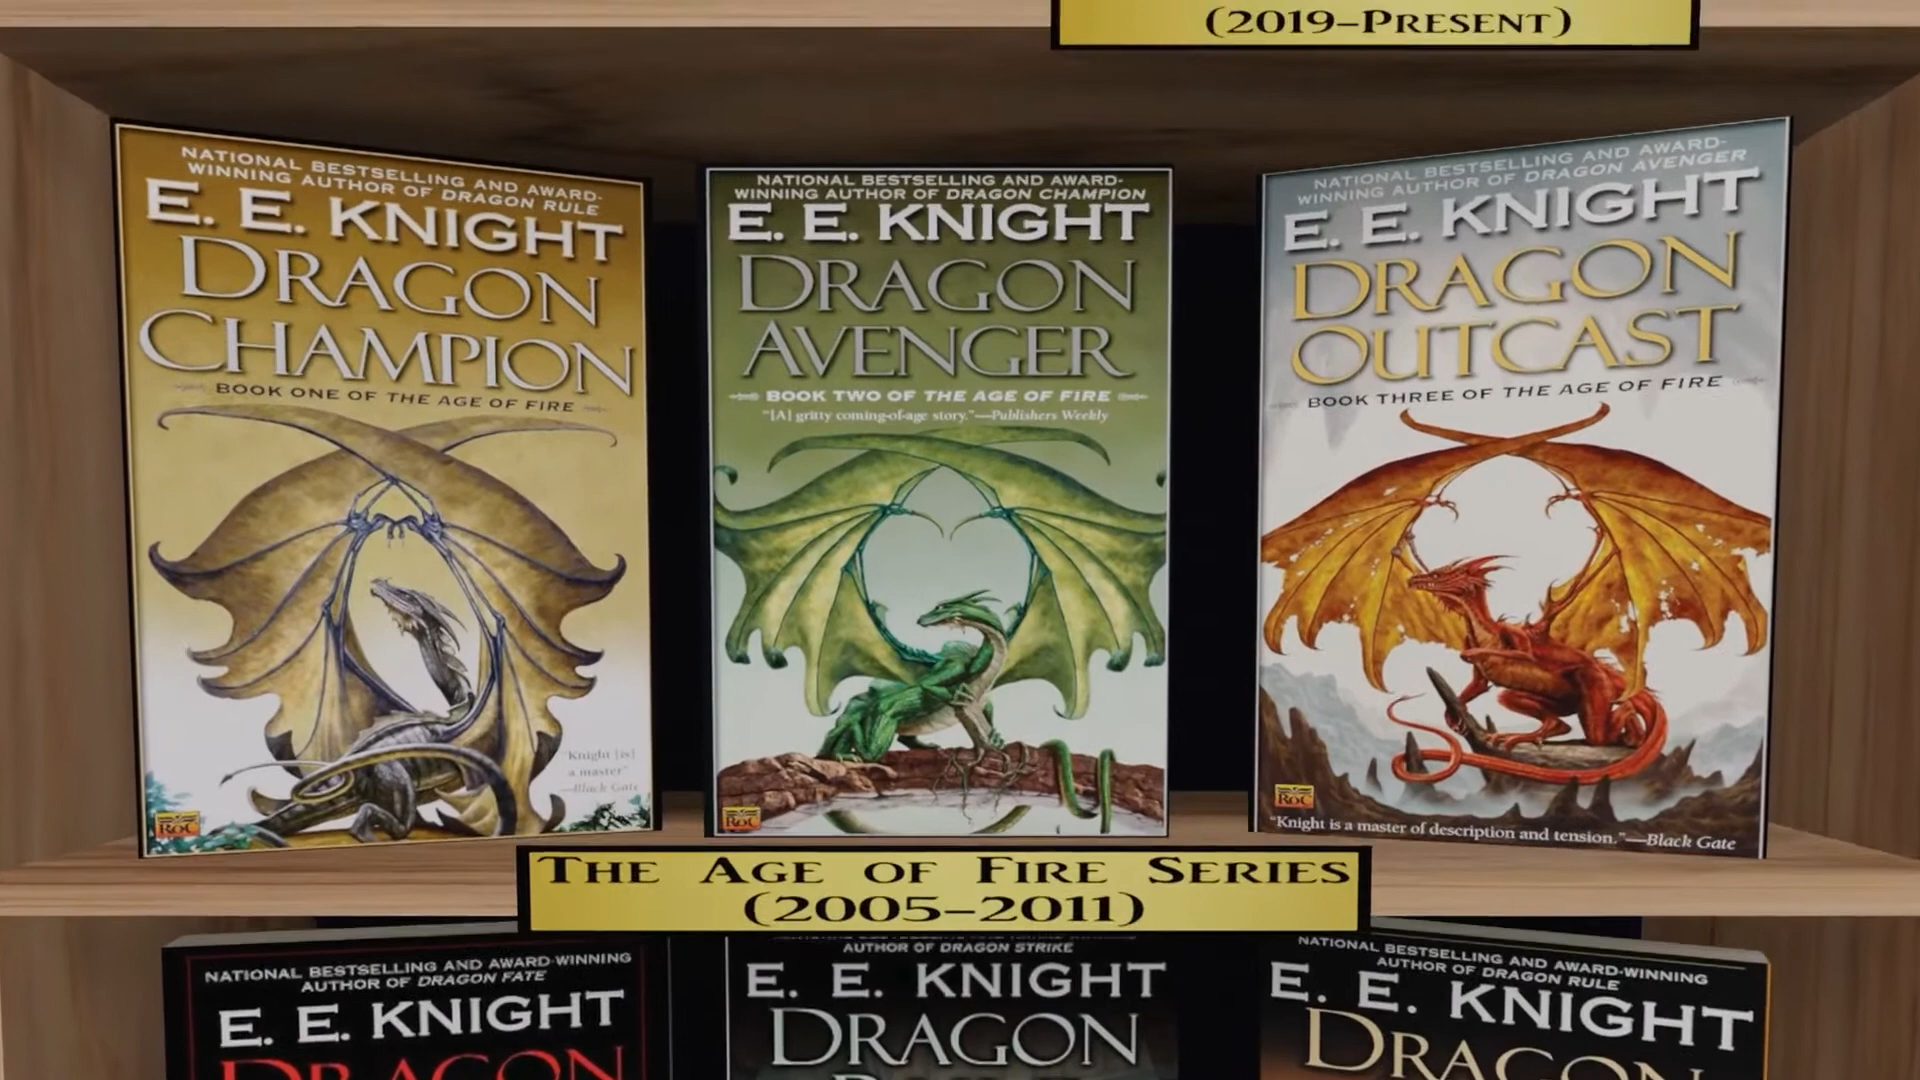 (2019–PRESENT)
NATIONAL BESTSELLING AND AWARD-
WINNING AUTHOR OF DRAGON RULE
E. E. KNIGHT
DRAGON
CHAMPION
BOOK ONE OF THE AGE OF FIRE
"Knight [is]
a master"
—Black Gate
ROC
NATIONAL BESTSELLING AND AWARD-
WINNING AUTHOR OF DRAGON CHAMPION
E. E. KNIGHT
DRAGON
AVENGER
BOOK TWO OF THE AGE OF FIRE
"[A] gritty coming-of-age story."—Publishers Weekly
ROC
NATIONAL BESTSELLING AND AWARD-
WINNING AUTHOR OF DRAGON AVENGER
E. E. KNIGHT
DRAGON
OUTCAST
BOOK THREE OF THE AGE OF FIRE
ROC
"Knight is a master of description and tension."—Black Gate
THE AGE OF FIRE SERIES
(2005–2011)
NATIONAL BESTSELLING AND AWARD-WINNING
AUTHOR OF DRAGON FATE
E. E. KNIGHT
DRAGON
AUTHOR OF DRAGON STRIKE
E. E. KNIGHT
DRAGON
NATIONAL BESTSELLING AND AWARD-WINNING
AUTHOR OF DRAGON RULE
E. E. KNIGHT
DRAGON